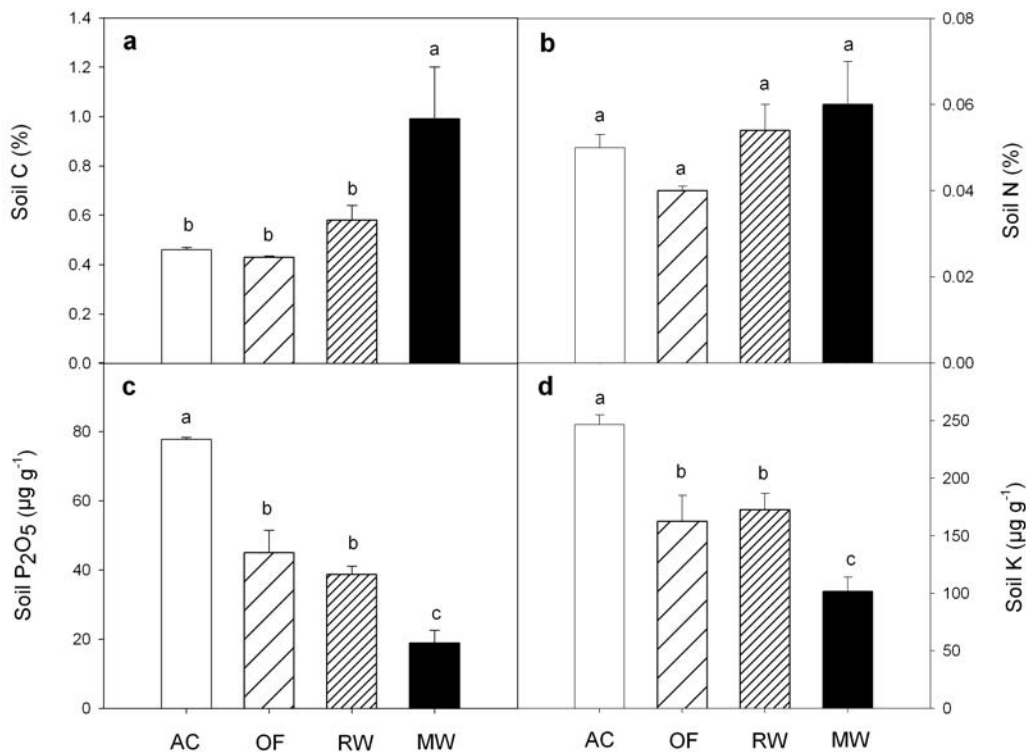 a
Soil C (%)
1.4
1.2
1.0
0.8
0.6
0.4
0.2
0.0
b
b
b
a
b
Soil N (%)
0.08
0.06
0.04
0.02
0.00
a
a
a
a
c
Soil P₂O₅ (µg g⁻¹)
80
60
40
20
0
a
b
b
c
AC OF RW MW
d
Soil K (µg g⁻¹)
250
200
150
100
50
0
a
b
b
c
AC OF RW MW